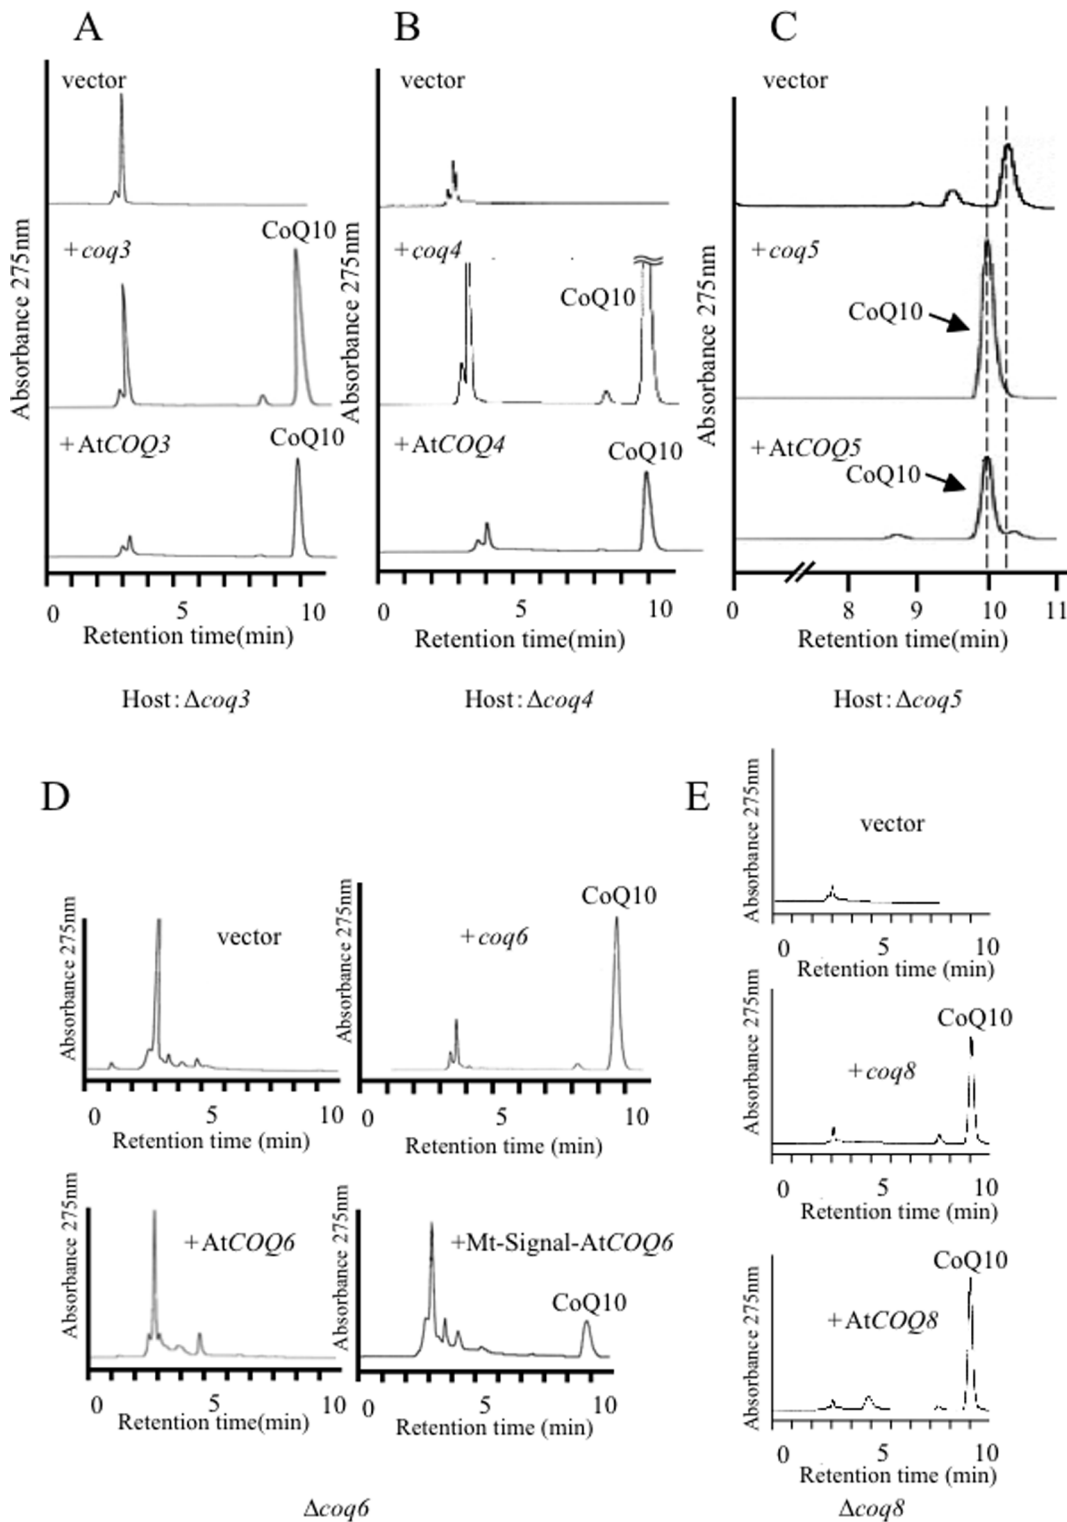 A
vector
+coq3
CoQ10
+AtCOQ3
CoQ10
Absorbance 275nm
0 5 10
Retention time(min)
Host:Δcoq3
B
vector
+coq4
CoQ10
+AtCOQ4
CoQ10
Absorbance 275nm
0 5 10
Retention time(min)
Host:Δcoq4
C
vector
+coq5
CoQ10
+AtCOQ5
CoQ10
Absorbance 275nm
0 8 9 10 11
Retention time(min)
Host:Δcoq5
D
Absorbance 275nm
vector
0 5 10
Retention time (min)
Absorbance 275nm
CoQ10
+coq6
0 5 10
Retention time (min)
Absorbance 275nm
+AtCOQ6
0 5 10
Retention time(min)
Absorbance 275nm
+Mt-Signal-AtCOQ6
CoQ10
0 5 10
Retention time (min)
Δcoq6
E
Absorbance 275nm
vector
0 5 10
Retention time (min)
Absorbance 275nm
CoQ10
+coq8
0 5 10
Retention time (min)
Absorbance 275nm
CoQ10
+AtCOQ8
0 5 10
Retention time (min)
Δcoq8